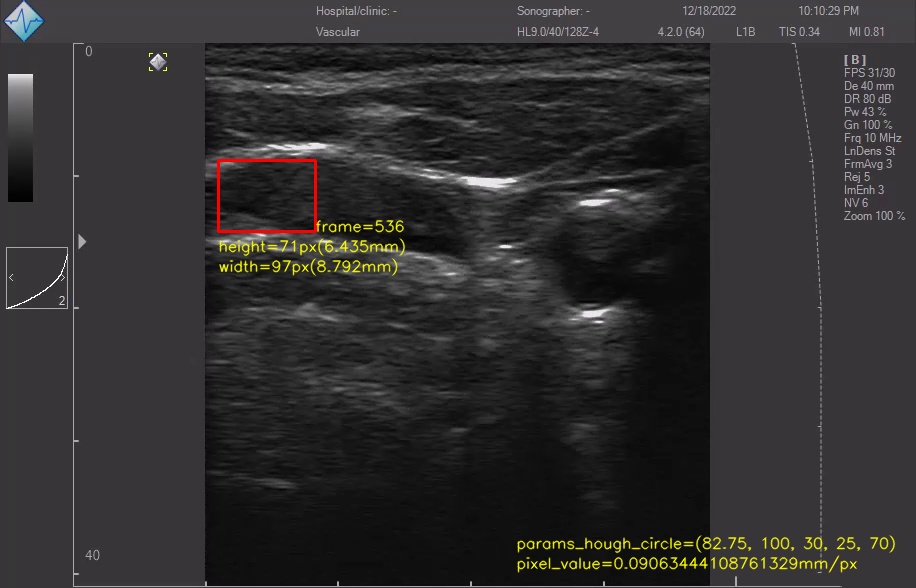 Hospital/clinic: - Sonographer: - 12/18/2022 10:10:29 PM
Vascular HL9.0/40/128Z-4 4.2.0 (64) L1B TIS 0.34 MI 0.81
0
[ B ]
FPS 31/30
De 40 mm
DR 80 dB
Pw 43 %
Gn 100 %
Frq 10 MHz
LnDens St
FrmAvg 3
Rej 5
ImEnh 3
NV 6
Zoom 100 %
frame=536
height=71px(6.435mm)
width=97px(8.792mm)
2
params_hough_circle=(82.75, 100, 30, 25, 70)
40
pixel_value=0.09063444108761329mm/px